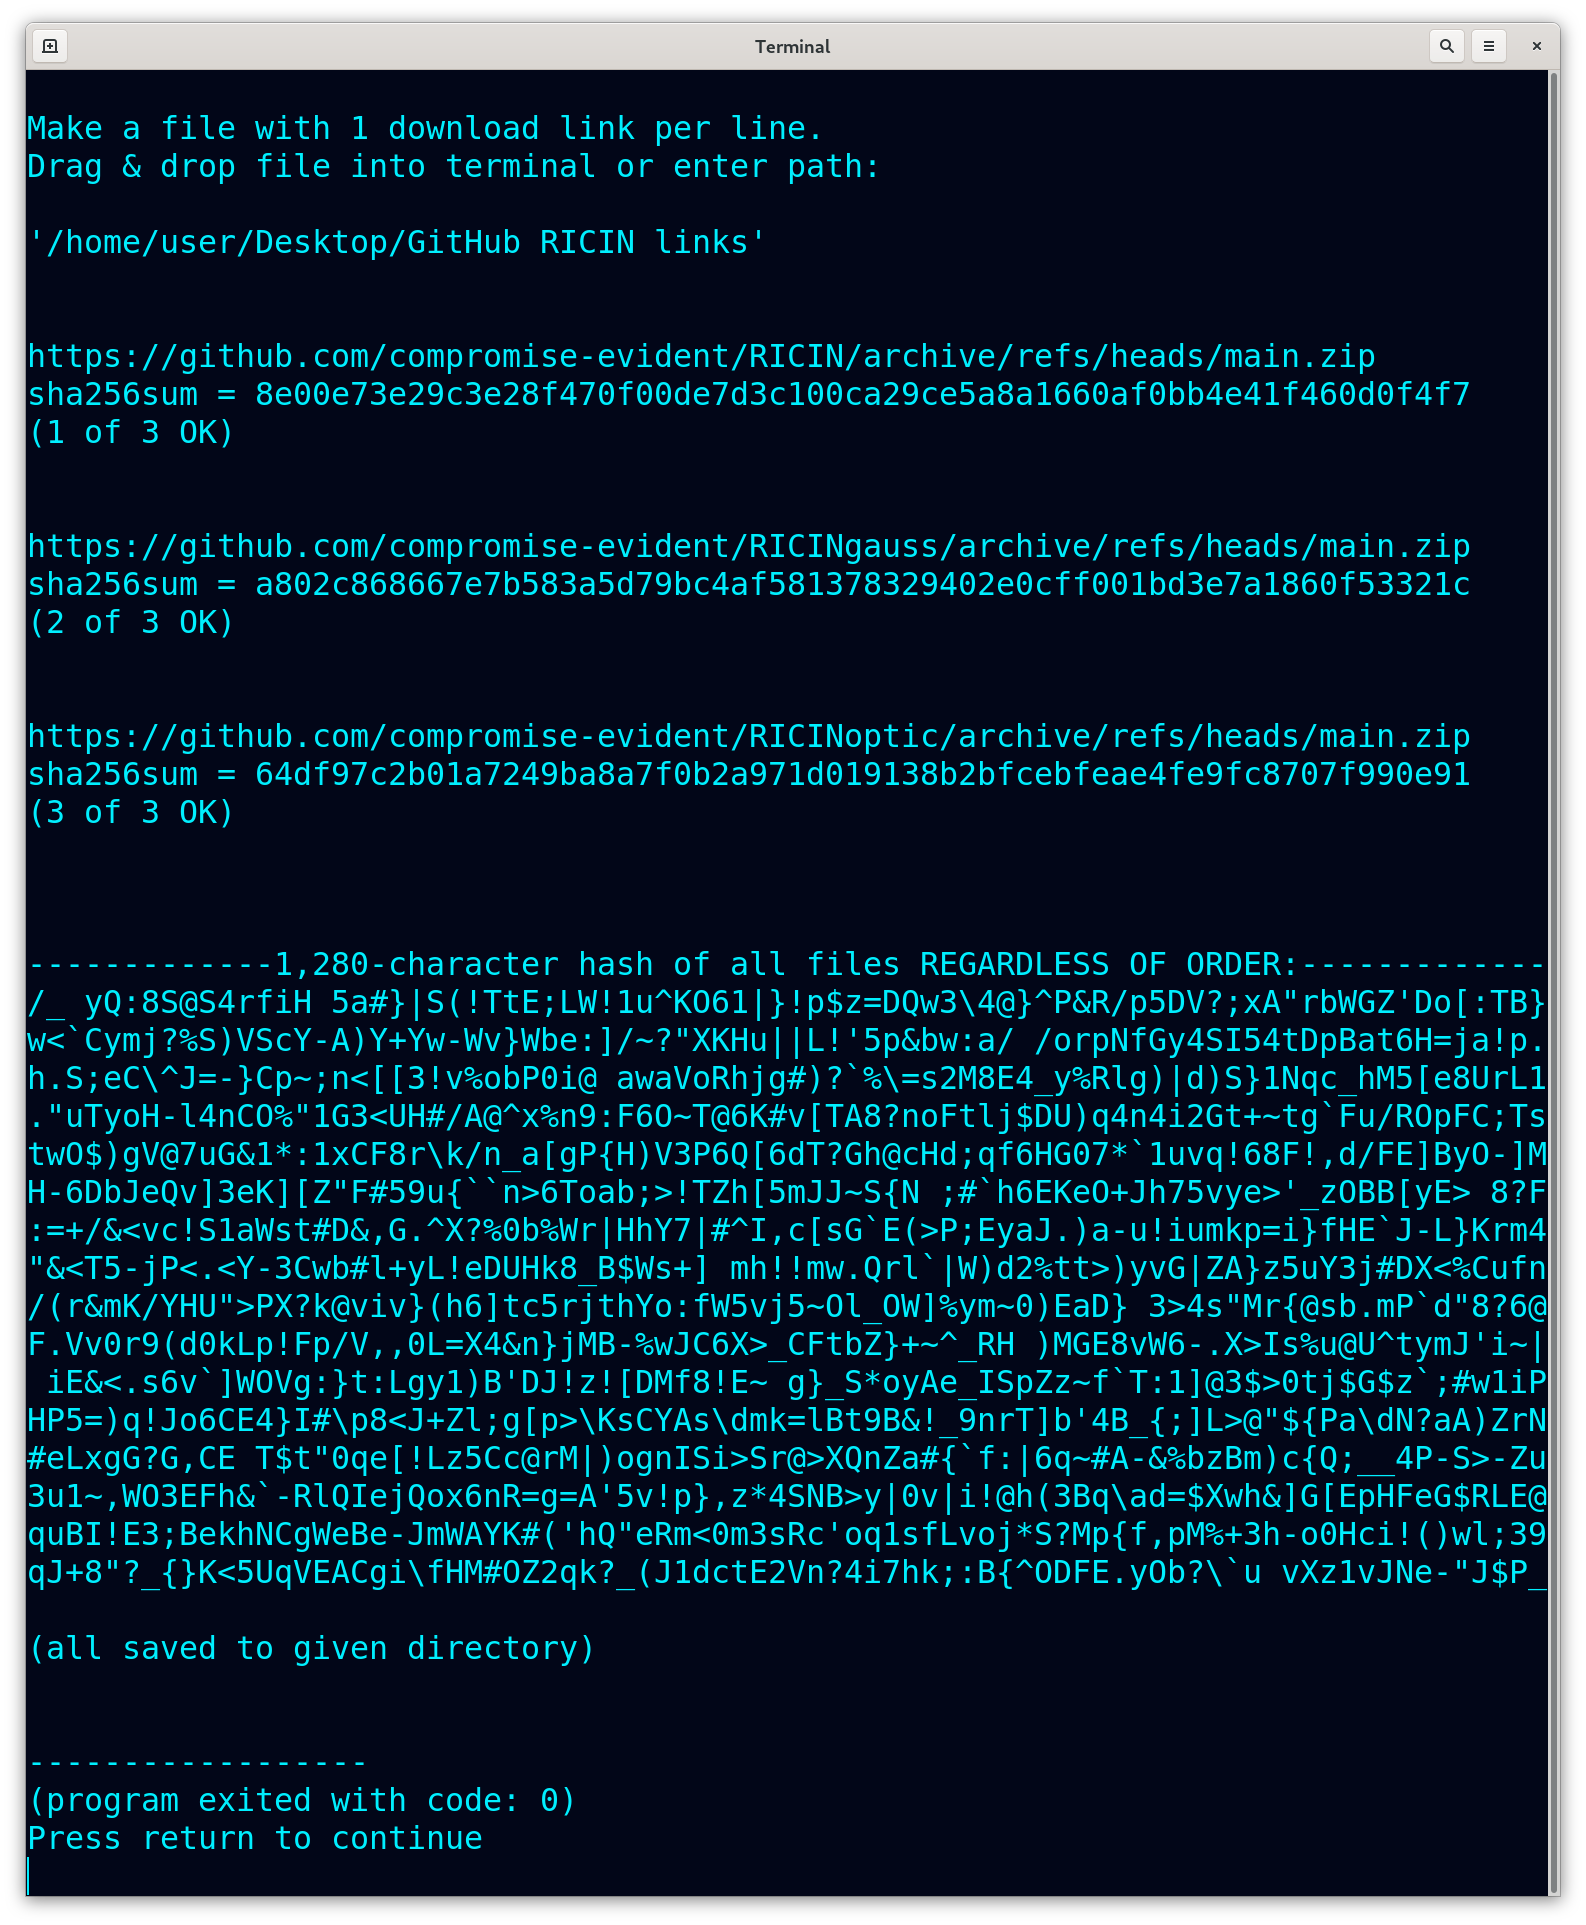 Terminal
Make a file with 1 download link per line.
Drag & drop file into terminal or enter path:
'/home/user/Desktop/GitHub RICIN links'
https://github.com/compromise-evident/RICIN/archive/refs/heads/main.zip
sha256sum = 8e00e73e29c3e28f470f00de7d3c100ca29ce5a8a1660af0bb4e41f460d0f4f7
(1 of 3 OK)
https://github.com/compromise-evident/RICINgauss/archive/refs/heads/main.zip
sha256sum = a802c868667e7b583a5d79bc4af581378329402e0cff001bd3e7a1860f53321c
(2 of 3 OK)
https://github.com/compromise-evident/RICINoptic/archive/refs/heads/main.zip
sha256sum = 64df97c2b01a7249ba8a7f0b2a971d019138b2bfcebfeae4fe9fc8707f990e91
(3 of 3 OK)
-------------1,280-character hash of all files REGARDLESS OF ORDER:-------------
/_ yQ:8S@S4rfiH 5a#}|S(!TtE;LW!1u^KO61|}!p$z=DQw3\4@}^P&R/p5DV?;xA"rbWGZ'Do[:TB}
w<`Cymj?%S)VScY-A)Y+Yw-Wv}Wbe:]/~?"XKHu||L!'5p&bw:a/ /orpNfGy4SI54tDpBat6H=ja!p.
h.S;eC\^J=-}Cp~;n<[[3!v%obP0i@ awaVoRhjg#)?`%\=s2M8E4_y%Rlg)|d)S}1Nqc_hM5[e8UrL1
."uTyoH-l4nCO%"1G3<UH#/A@^x%n9:F6O~T@6K#v[TA8?noFtlj$DU)q4n4i2Gt+~tg`Fu/ROpFC;Ts
twO$)gV@7uG&1*:1xCF8r\k/n_a[gP{H)V3P6Q[6dT?Gh@cHd;qf6HG07*`1uvq!68F!,d/FE]ByO-]M
H-6DbJeQv]3eK][Z"F#59u{``n>6Toab;>!TZh[5mJJ~S{N ;#`h6EKeO+Jh75vye>'_zOBB[yE> 8?F
:=+/&<vc!S1aWst#D&,G.^X?%0b%Wr|HhY7|#^I,c[sG`E(>P;EyaJ.)a-u!iumkp=i}fHE`J-L}Krm4
"&<T5-jP<.<Y-3Cwb#l+yL!eDUHk8_B$Ws+] mh!!mw.Qrl`|W)d2%tt>)yvG|ZA}z5uY3j#DX<%Cufn
/(r&mK/YHU">PX?k@viv}(h6]tc5rjthYo:fW5vj5~Ol_OW]%ym~0)EaD} 3>4s"Mr{@sb.mP`d"8?6@
F.Vv0r9(d0kLp!Fp/V,,0L=X4&n}jMB-%wJC6X>_CFtbZ}+~^_RH )MGE8vW6-.X>Is%u@U^tymJ'i~|
 iE&<.s6v`]WOVg:}t:Lgy1)B'DJ!z![DMf8!E~ g}_S*oyAe_ISpZz~f`T:1]@3$>0tj$G$z`;#w1iP
HP5=)q!Jo6CE4}I#\p8<J+Zl;g[p>\KsCYAs\dmk=lBt9B&!_9nrT]b'4B_{;]L>@"${Pa\dN?aA)ZrN
#eLxgG?G,CE T$t"0qe[!Lz5Cc@rM|)ognISi>Sr@>XQnZa#{`f:|6q~#A-&%bzBm)c{Q;__4P-S>-Zu
3u1~,WO3EFh&`-RlQIejQox6nR=g=A'5v!p},z*4SNB>y|0v|i!@h(3Bq\ad=$Xwh&]G[EpHFeG$RLE@
quBI!E3;BekhNCgWeBe-JmWAYK#('hQ"eRm<0m3sRc'oq1sfLvoj*S?Mp{f,pM%+3h-o0Hci!()wl;39
qJ+8"?_{}K<5UqVEACgi\fHM#OZ2qk?_(J1dctE2Vn?4i7hk;:B{^ODFE.yOb?\`u vXz1vJNe-"J$P_
(all saved to given directory)
------------------
(program exited with code: 0)
Press return to continue